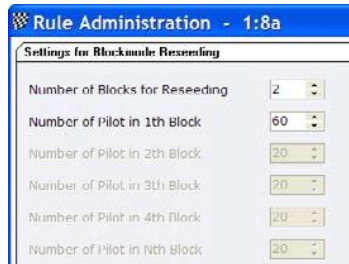 Rule Administration - 1:8a
Settings for Blockmode Reseeding
Number of Blocks for Reseeding 2
Number of Pilot in 1th Block 60
Number of Pilot in 2th Block 20
Number of Pilot in 3th Block 20
Number of Pilot in 4th Block 20
Number of Pilot in Nth Block 20